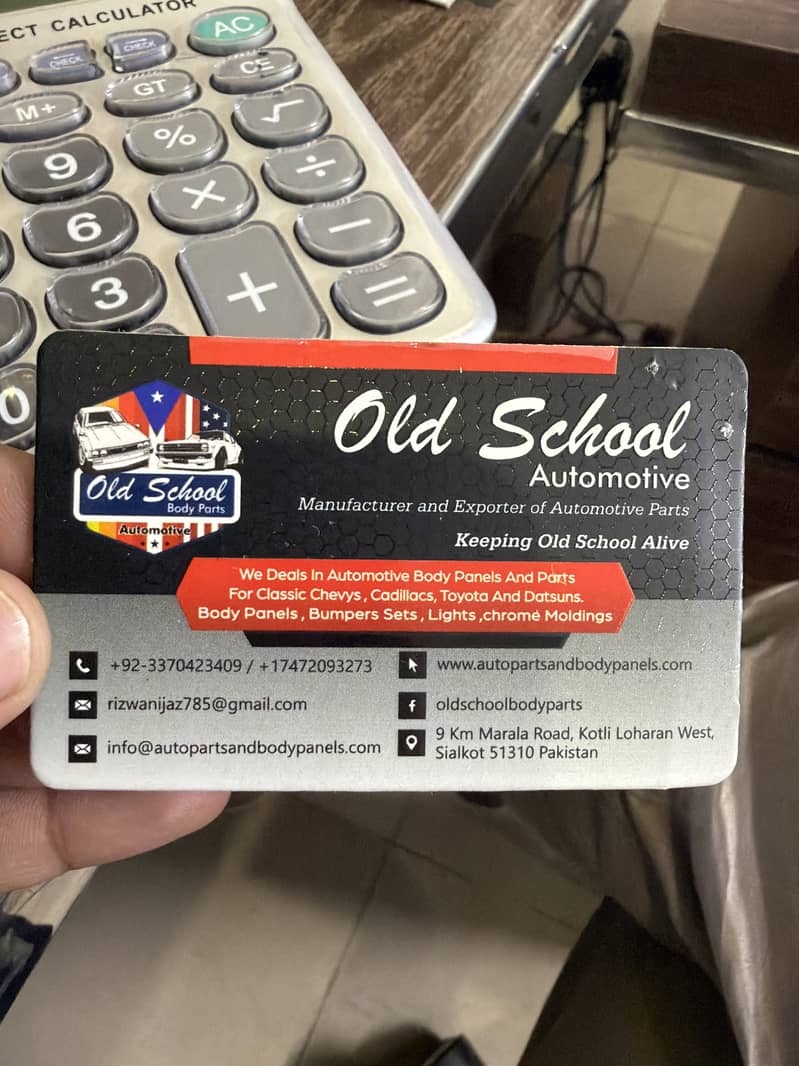 ECT CALCULATOR
AC
CHECK
CHECK
CE
GT
M+
√
%
÷
9
×
−
6
+
=
3
0
Old School
Automotive
Manufacturer and Exporter of Automotive Parts
Keeping Old School Alive
Old School
Body Parts
Automotive
We Deals In Automotive Body Panels And Parts
For Classic Chevys , Cadillacs, Toyota And Datsuns.
Body Panels , Bumpers Sets , Lights ,chrome Moldings
+92-3370423409 / +17472093273
www.autopartsandbodypanels.com
rizwanijaz785@gmail.com
oldschoolbodyparts
info@autopartsandbodypanels.com
9 Km Marala Road, Kotli Loharan West,
Sialkot 51310 Pakistan